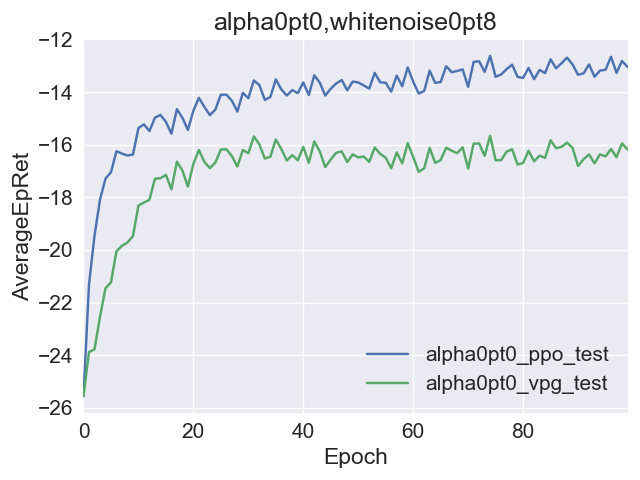 alpha0pt0,whitenoise0pt8
AverageEpRet
−12
−14
−16
−18
−20
−22
−24
−26
alpha0pt0_ppo_test
alpha0pt0_vpg_test
0 20 40 60 80
Epoch